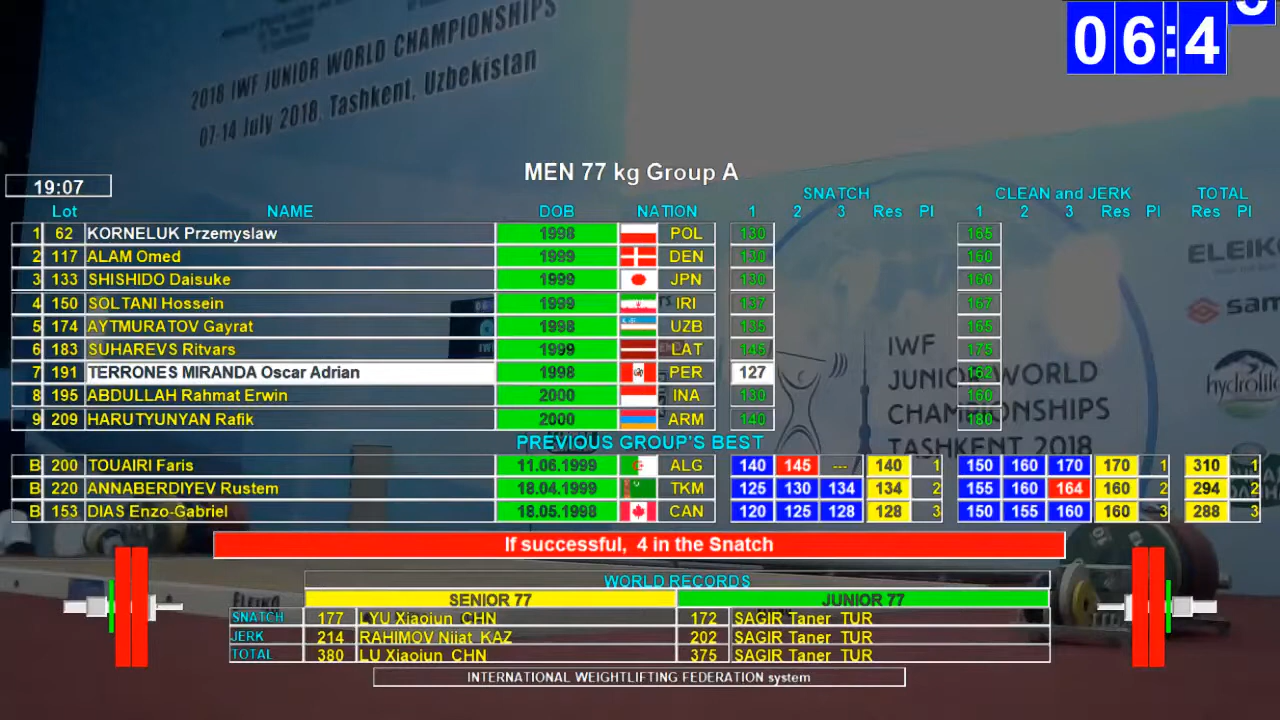 06:4
2018 IWF JUNIOR WORLD CHAMPIONSHIPS
07-14 July 2018, Tashkent, Uzbekistan
MEN 77 kg Group A
19:07
SNATCH CLEAN and JERK TOTAL
Lot NAME DOB NATION 1 2 3 Res Pl 1 2 3 Res Pl Res Pl
1 62 KORNELUK Przemyslaw 1998 POL 130 165
2 117 ALAM Omed 1999 DEN 130 160
3 133 SHISHIDO Daisuke 1999 JPN 130 160
4 150 SOLTANI Hossein 1999 IRI 137 167
5 174 AYTMURATOV Gayrat 1998 UZB 135 165
6 183 SUHAREVS Ritvars 1999 LAT 145 175
7 191 TERRONES MIRANDA Oscar Adrian 1998 PER 127 162
8 195 ABDULLAH Rahmat Erwin 2000 INA 130 160
9 209 HARUTYUNYAN Rafik 2000 ARM 140 180
PREVIOUS GROUP'S BEST
B 200 TOUAIRI Faris 11.06.1999 ALG 140 145 --- 140 1 150 160 170 170 1 310 1
B 220 ANNABERDIYEV Rustem 18.04.1999 TKM 125 130 134 134 2 155 160 164 160 2 294 2
B 153 DIAS Enzo-Gabriel 18.05.1998 CAN 120 125 128 128 3 150 155 160 160 3 288 3
If successful, 4 in the Snatch
WORLD RECORDS
SENIOR 77 JUNIOR 77
SNATCH 177 LYU Xiaojun CHN 172 SAGIR Taner TUR
JERK 214 RAHIMOV Nijat KAZ 202 SAGIR Taner TUR
TOTAL 380 LU Xiaojun CHN 375 SAGIR Taner TUR
INTERNATIONAL WEIGHTLIFTING FEDERATION system
IWF
JUNIOR WORLD
CHAMPIONSHIPS
TASHKENT 2018
ELEIKO
hydrolife
ELEIKO